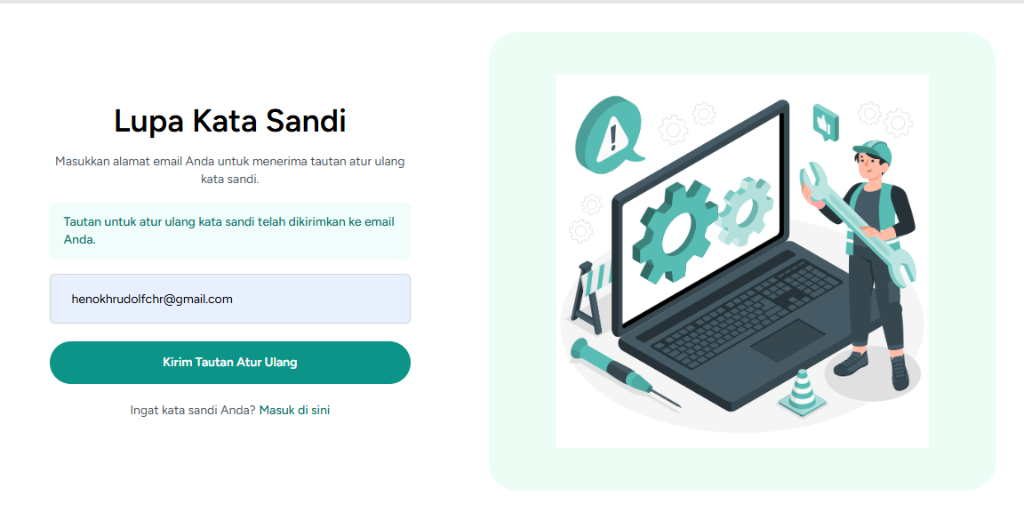 Lupa Kata Sandi
Masukkan alamat email Anda untuk menerima tautan atur ulang
kata sandi.
Tautan untuk atur ulang kata sandi telah dikirimkan ke email
Anda.
henokhrudolfchr@gmail.com
Kirim Tautan Atur Ulang
Ingat kata sandi Anda? Masuk di sini